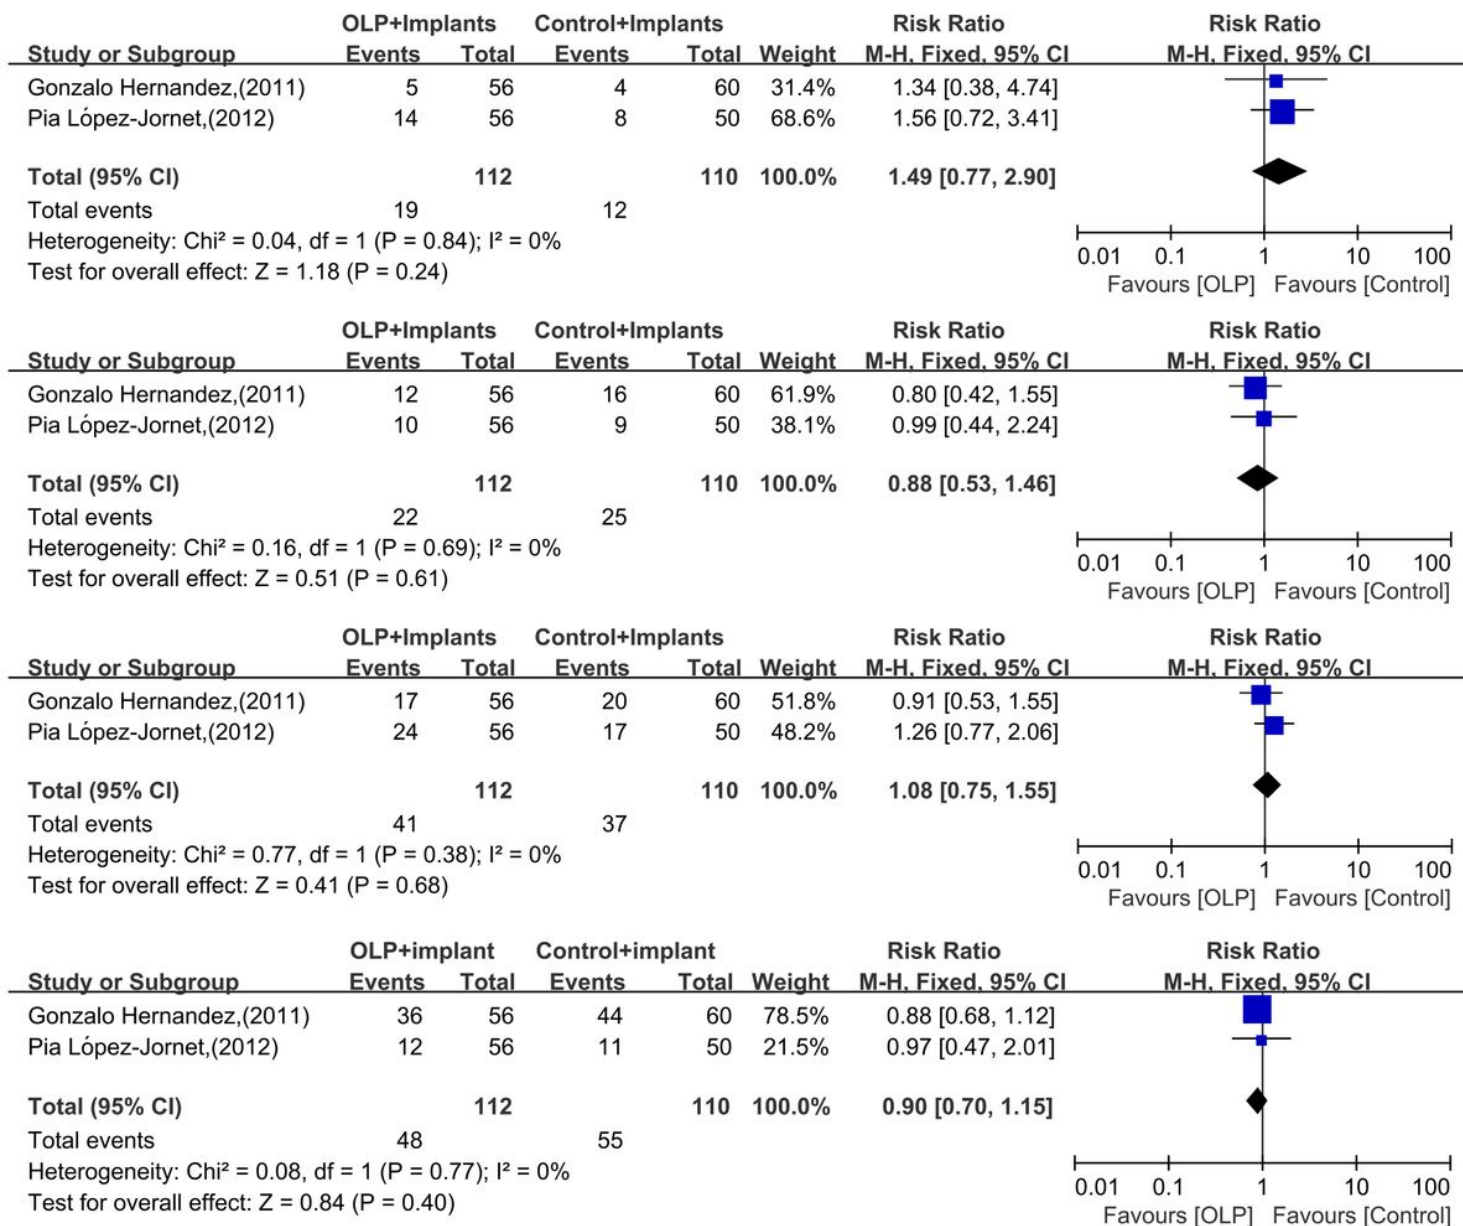 OLP+Implants Control+Implants Risk Ratio Risk Ratio
Study or Subgroup Events Total Events Total Weight M-H, Fixed, 95% CI M-H, Fixed, 95% CI
Gonzalo Hernandez,(2011) 5 56 4 60 31.4% 1.34 [0.38, 4.74]
Pia López-Jornet,(2012) 14 56 8 50 68.6% 1.56 [0.72, 3.41]
Total (95% CI) 112 110 100.0% 1.49 [0.77, 2.90]
Total events 19 12
Heterogeneity: Chi² = 0.04, df = 1 (P = 0.84); I² = 0%
Test for overall effect: Z = 1.18 (P = 0.24)
0.01 0.1 1 10 100
Favours [OLP] Favours [Control]
OLP+Implants Control+Implants Risk Ratio Risk Ratio
Study or Subgroup Events Total Events Total Weight M-H, Fixed, 95% CI M-H, Fixed, 95% CI
Gonzalo Hernandez,(2011) 12 56 16 60 61.9% 0.80 [0.42, 1.55]
Pia López-Jornet,(2012) 10 56 9 50 38.1% 0.99 [0.44, 2.24]
Total (95% CI) 112 110 100.0% 0.88 [0.53, 1.46]
Total events 22 25
Heterogeneity: Chi² = 0.16, df = 1 (P = 0.69); I² = 0%
Test for overall effect: Z = 0.51 (P = 0.61)
0.01 0.1 1 10 100
Favours [OLP] Favours [Control]
OLP+Implants Control+Implants Risk Ratio Risk Ratio
Study or Subgroup Events Total Events Total Weight M-H, Fixed, 95% CI M-H, Fixed, 95% CI
Gonzalo Hernandez,(2011) 17 56 20 60 51.8% 0.91 [0.53, 1.55]
Pia López-Jornet,(2012) 24 56 17 50 48.2% 1.26 [0.77, 2.06]
Total (95% CI) 112 110 100.0% 1.08 [0.75, 1.55]
Total events 41 37
Heterogeneity: Chi² = 0.77, df = 1 (P = 0.38); I² = 0%
Test for overall effect: Z = 0.41 (P = 0.68)
0.01 0.1 1 10 100
Favours [OLP] Favours [Control]
OLP+implant Control+implant Risk Ratio Risk Ratio
Study or Subgroup Events Total Events Total Weight M-H, Fixed, 95% CI M-H, Fixed, 95% CI
Gonzalo Hernandez,(2011) 36 56 44 60 78.5% 0.88 [0.68, 1.12]
Pia López-Jornet,(2012) 12 56 11 50 21.5% 0.97 [0.47, 2.01]
Total (95% CI) 112 110 100.0% 0.90 [0.70, 1.15]
Total events 48 55
Heterogeneity: Chi² = 0.08, df = 1 (P = 0.77); I² = 0%
Test for overall effect: Z = 0.84 (P = 0.40)
0.01 0.1 1 10 100
Favours [OLP] Favours [Control]